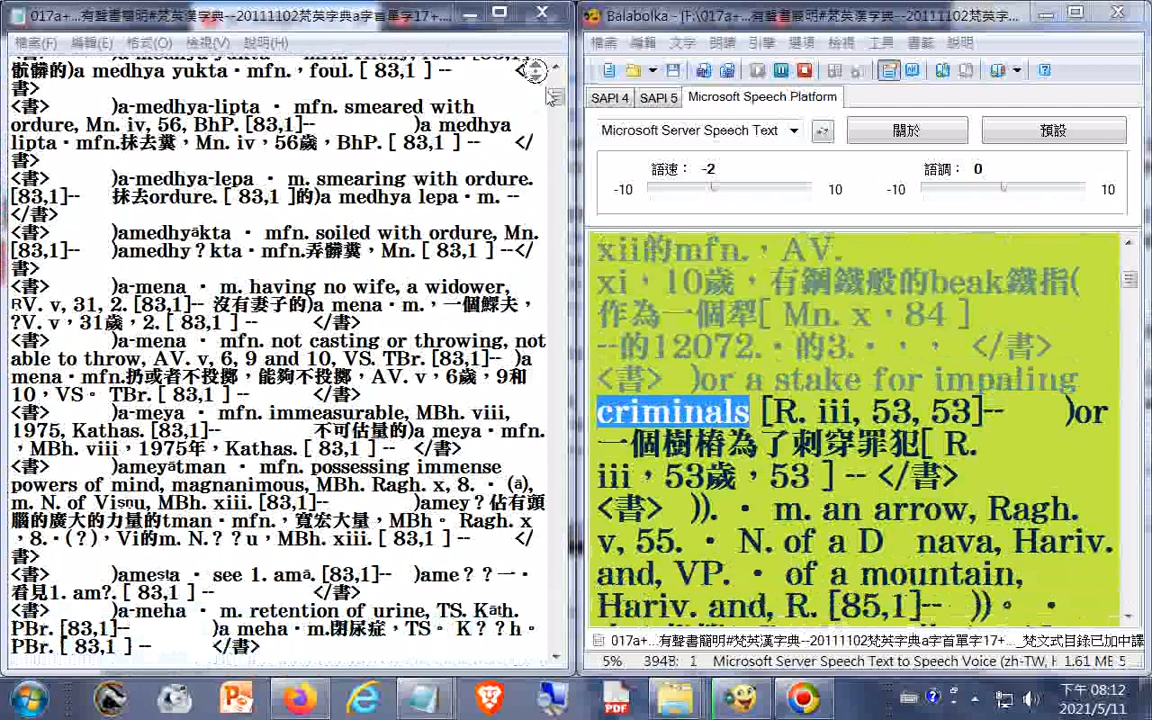 017a+...有聲書簡明#梵英漢字典--20111102梵英字典a字首單字17+...
檔案(F) 編輯(E) 格式(O) 檢視(V) 說明(H)
骯髒的)a medhya yukta‧mfn.，foul. [ 83,1 ] -- <
書>
<書> )a-medhya-lipta ‧ mfn. smeared with
ordure, Mn. iv, 56, BhP. [83,1]-- )a medhya
lipta‧mfn.抹去糞，Mn. iv，56歲，BhP. [ 83,1 ] -- </
書>
<書> )a-medhya-lepa ‧ m. smearing with ordure.
[83,1]-- 抹去ordure. [ 83,1 ]的)a medhya lepa‧m. --
</書>
<書> )amedhyākta ‧ mfn. soiled with ordure, Mn.
[83,1]-- )amedhy？kta‧mfn.弄髒糞，Mn. [ 83,1 ] --</
書>
<書> )a-mena ‧ m. having no wife, a widower,
RV. v, 31, 2. [83,1]-- 沒有妻子的)a mena‧m.，一個鰥夫，
?V. v，31歲，2. [ 83,1 ] -- </書>
<書> )a-mena ‧ mfn. not casting or throwing, not
able to throw, AV. v, 6, 9 and 10, VS. TBr. [83,1]-- )a
mena‧mfn.扔或者不投擲，能夠不投擲，AV. v，6歲，9和
10，VS。TBr. [ 83,1 ] -- </書>
<書> )a-meya ‧ mfn. immeasurable, MBh. viii,
1975, Kathas. [83,1]-- 不可估量的)a meya‧mfn.
，MBh. viii，1975年，Kathas. [ 83,1 ] -- </書>
<書> )ameyātman ‧ mfn. possessing immense
powers of mind, magnanimous, MBh. Ragh. x, 8. ‧ (ā),
m. N. of Viṣṇu, MBh. xiii. [83,1]-- )amey？佔有頭
腦的廣大的力量的tman‧mfn.，寬宏大量，MBh。Ragh. x
，8.‧(？)，Vi的m. N.？？u，MBh. xiii. [ 83,1 ] -- </
書>
<書> )ameṣṭa ‧ see 1. amā. [83,1]-- )ame？？一‧
看見1. am?. [ 83,1 ] -- </書>
<書> )a-meha ‧ m. retention of urine, TS. Kāṭh.
PBr. [83,1]-- )a meha‧m.閉尿症，TS。K？？h。
PBr. [ 83,1 ] -- </書>
Balabolka - [F:\017a+...有聲書簡明#梵英漢字典--20111102梵英字...
檔案 編輯 文字 朗讀 引擎 選項 檢視 工具 書籤 說明
SAPI 4 SAPI 5 Microsoft Speech Platform
Microsoft Server Speech Text 關於 預設
語速： -2 語調： 0
-10 10 -10 10
xii的mfn.，AV.
xi，10歲，有鋼鐵般的beak鐵指(
作為一個犁[ Mn. x，84 ]
--的12072.‧的3.‧，， </書>
<書> )or a stake for impaling
criminals [R. iii, 53, 53]-- )or
一個樹樁為了刺穿罪犯[ R.
iii，53歲，53 ] -- </書>
<書> )). ‧ m. an arrow, Ragh.
v, 55. ‧ N. of a D nava, Hariv.
and, VP. ‧ of a mountain,
Hariv. and, R. [85,1]-- ))。‧
017a+...有聲書簡明#梵英漢字典--20111102梵英字典a字首單字17+..._梵文式目錄已加中譯
5% 3948: 1 Microsoft Server Speech Text to Speech Voice (zh-TW, H 1.61 MB 5
下午 08:12
2021/5/11